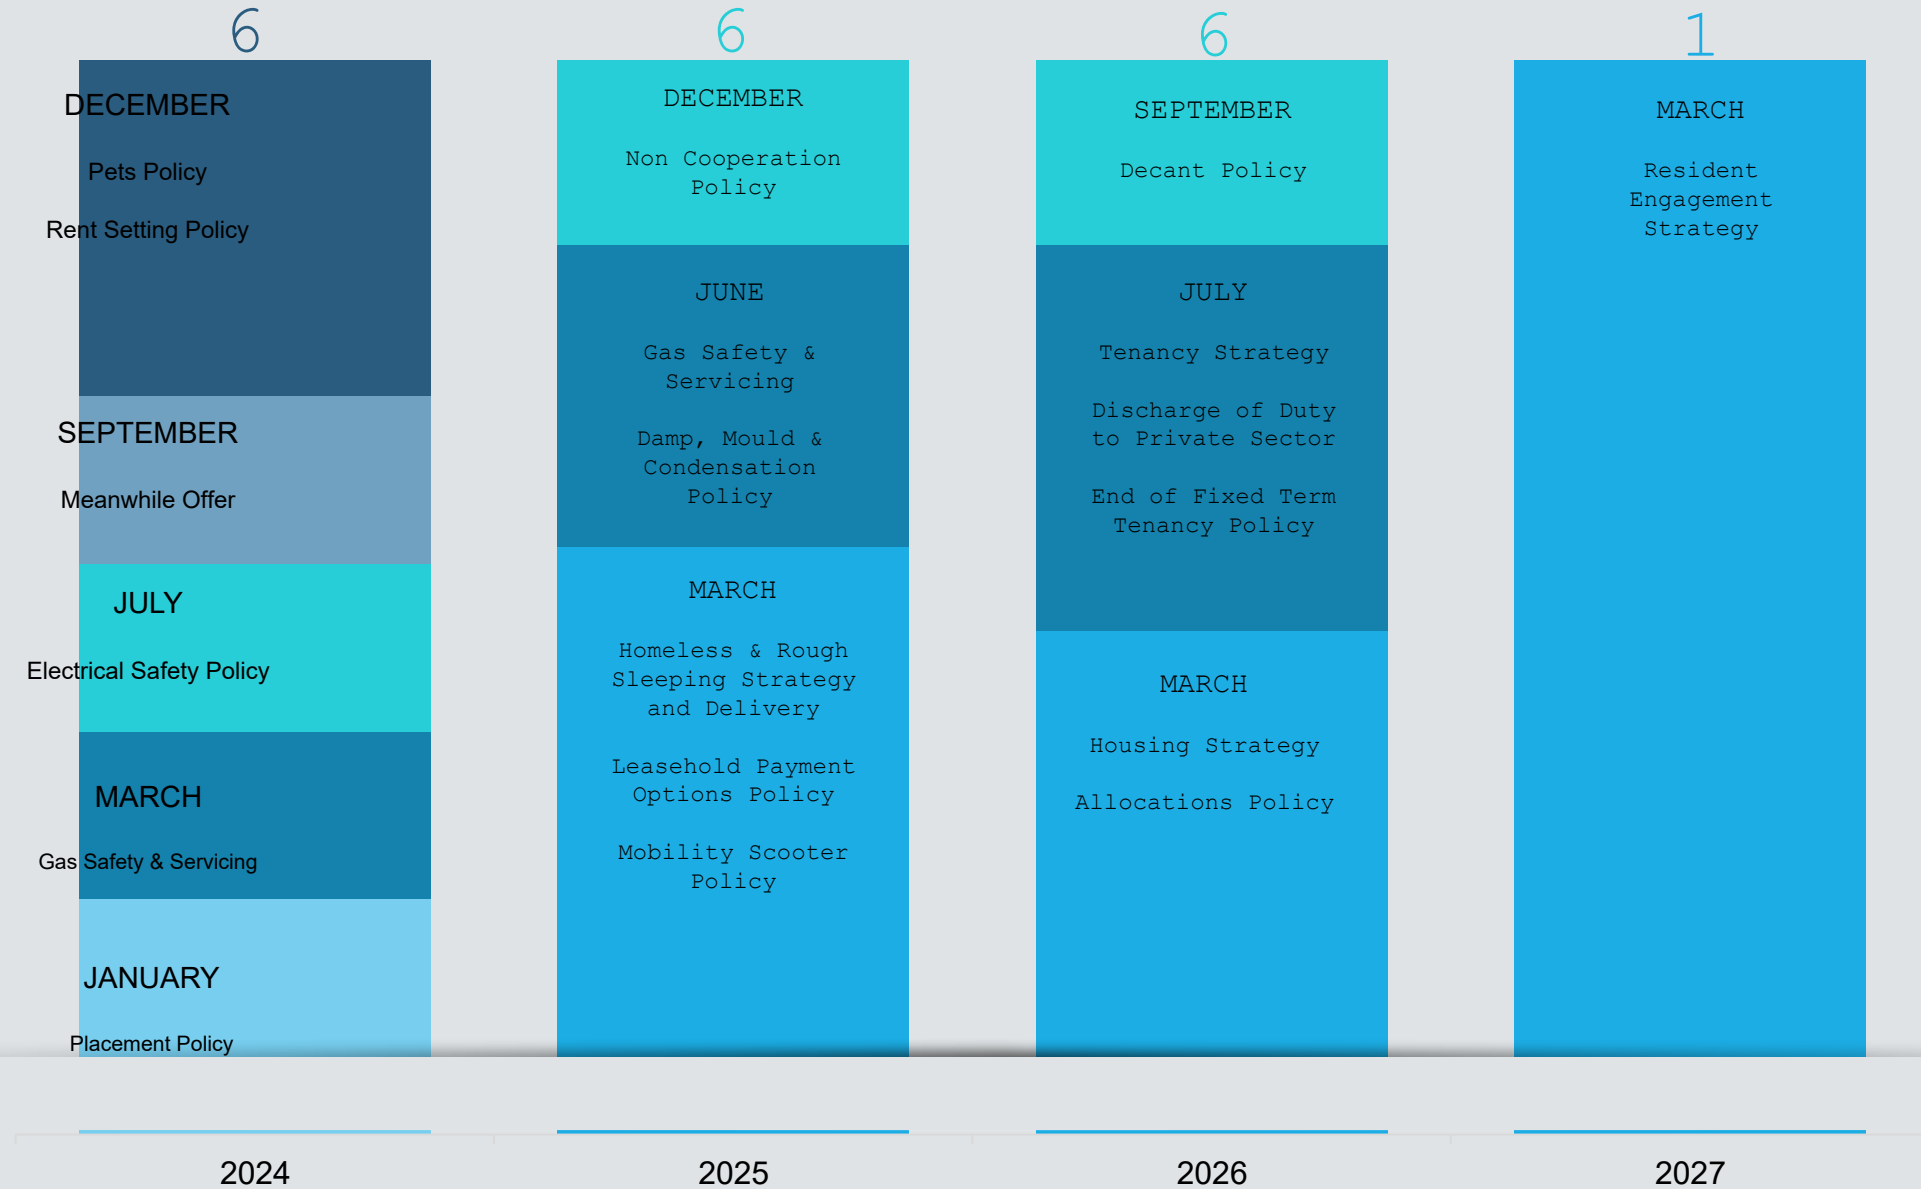 6
DECEMBER
Pets Policy
Rent Setting Policy
SEPTEMBER
Meanwhile Offer
JULY
Electrical Safety Policy
MARCH
Gas Safety & Servicing
JANUARY
Placement Policy
2024
6
DECEMBER
Non Cooperation
Policy
JUNE
Gas Safety &
Servicing
Damp, Mould &
Condensation
Policy
MARCH
Homeless & Rough
Sleeping Strategy
and Delivery
Leasehold Payment
Options Policy
Mobility Scooter
Policy
2025
6
SEPTEMBER
Decant Policy
JULY
Tenancy Strategy
Discharge of Duty
to Private Sector
End of Fixed Term
Tenancy Policy
MARCH
Housing Strategy
Allocations Policy
2026
1
MARCH
Resident
Engagement
Strategy
2027